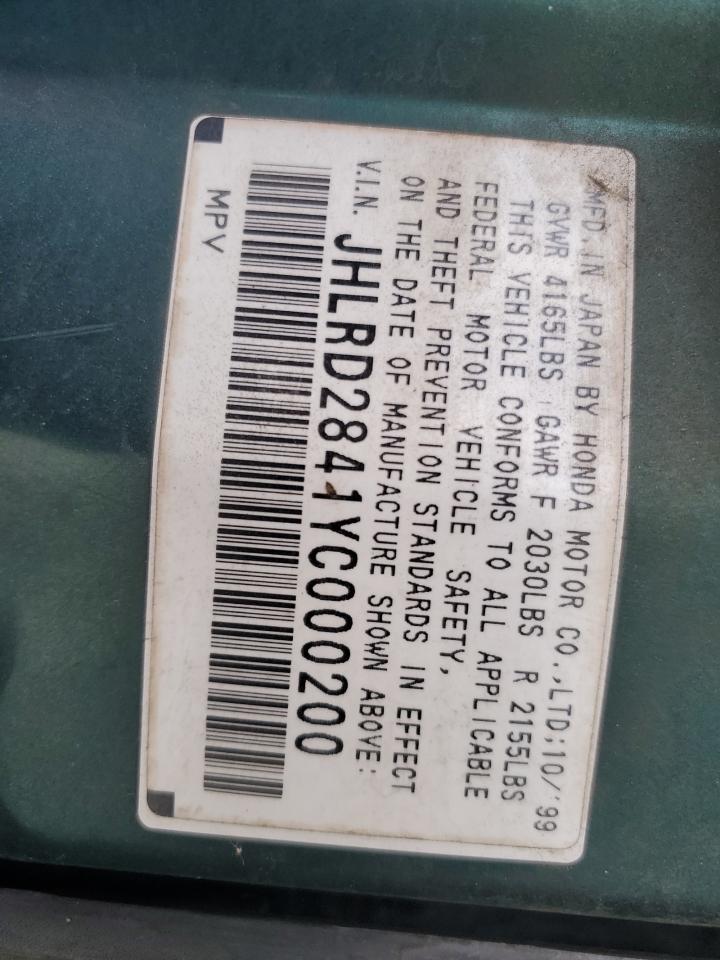 MFD. IN JAPAN BY HONDA MOTOR CO.,LTD:10/'99
GVWR 4165LBS GAWR F 2030LBS R 2155LBS
THIS VEHICLE CONFORMS TO ALL APPLICABLE
FEDERAL MOTOR VEHICLE SAFETY,
AND THEFT PREVENTION STANDARDS IN EFFECT
ON THE DATE OF MANUFACTURE SHOWN ABOVE:
V.I.N. JHLRD2841YC000200
MPV